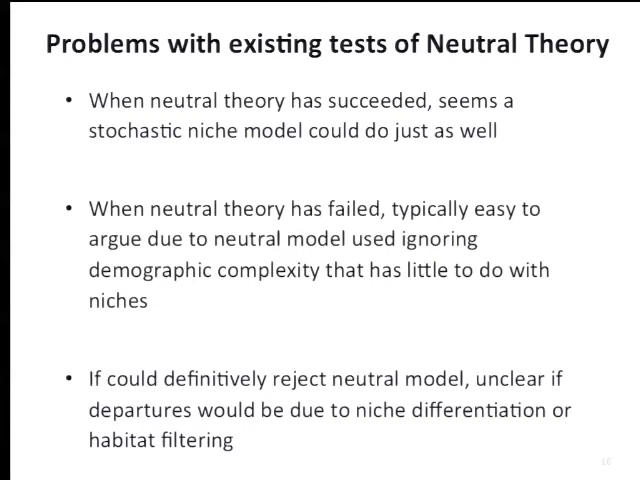 Problems with existing tests of Neutral Theory
• When neutral theory has succeeded, seems a
stochastic niche model could do just as well
• When neutral theory has failed, typically easy to
argue due to neutral model used ignoring
demographic complexity that has little to do with
niches
• If could definitively reject neutral model, unclear if
departures would be due to niche differentiation or
habitat filtering
16